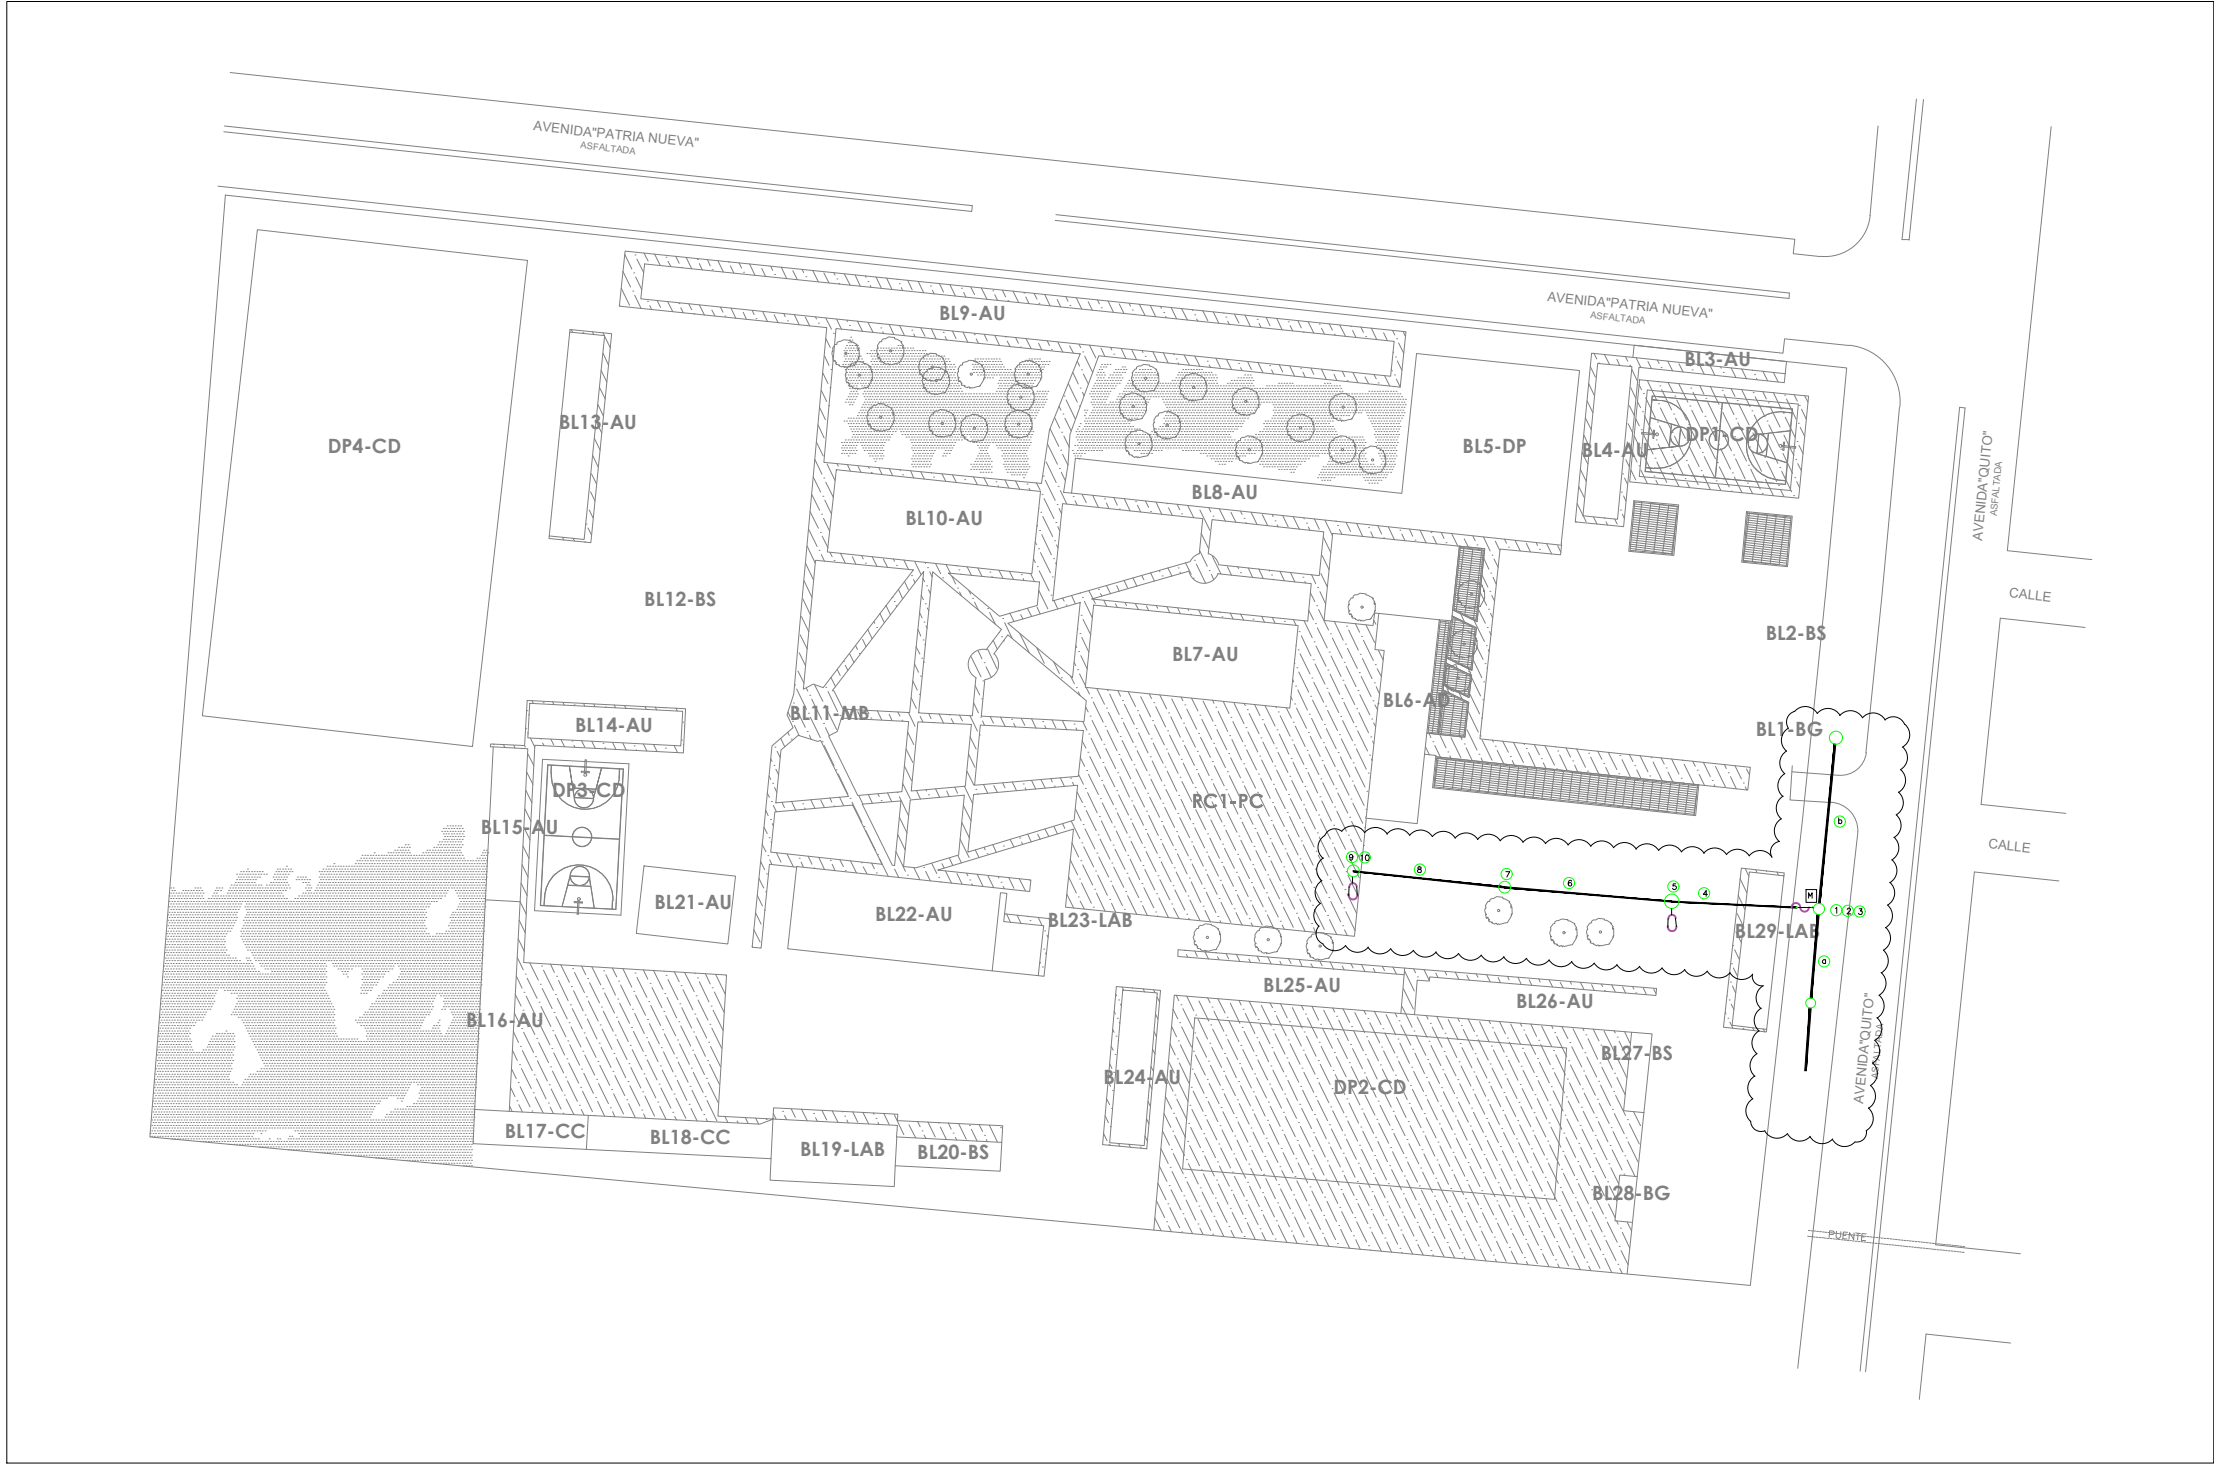 AVENIDA"PATRIA NUEVA"
ASFALTADA
AVENIDA"PATRIA NUEVA"
ASFALTADA
BL9-AU
BL3-AU
BL13-AU
DP4-CD
BL5-DP
BL4-AU
DP1-CD
BL8-AU
BL10-AU
AVENIDA"QUITO"
ASFALTADA
CALLE
BL12-BS
BL2-BS
BL7-AU
BL6-AD
BL11-MB
BL14-AU
BL1-BG
DP3-CD
RC1-PC
BL15-AU
b
CALLE
9 10
8
7
6
5
4
M
1 2 3
BL21-AU
BL22-AU
BL23-LAB
BL29-LAB
a
BL25-AU
BL26-AU
BL16-AU
AVENIDA"QUITO"
ASFALTADA
BL27-BS
BL24-AU
DP2-CD
BL17-CC
BL18-CC
BL19-LAB
BL20-BS
BL28-BG
PUENTE